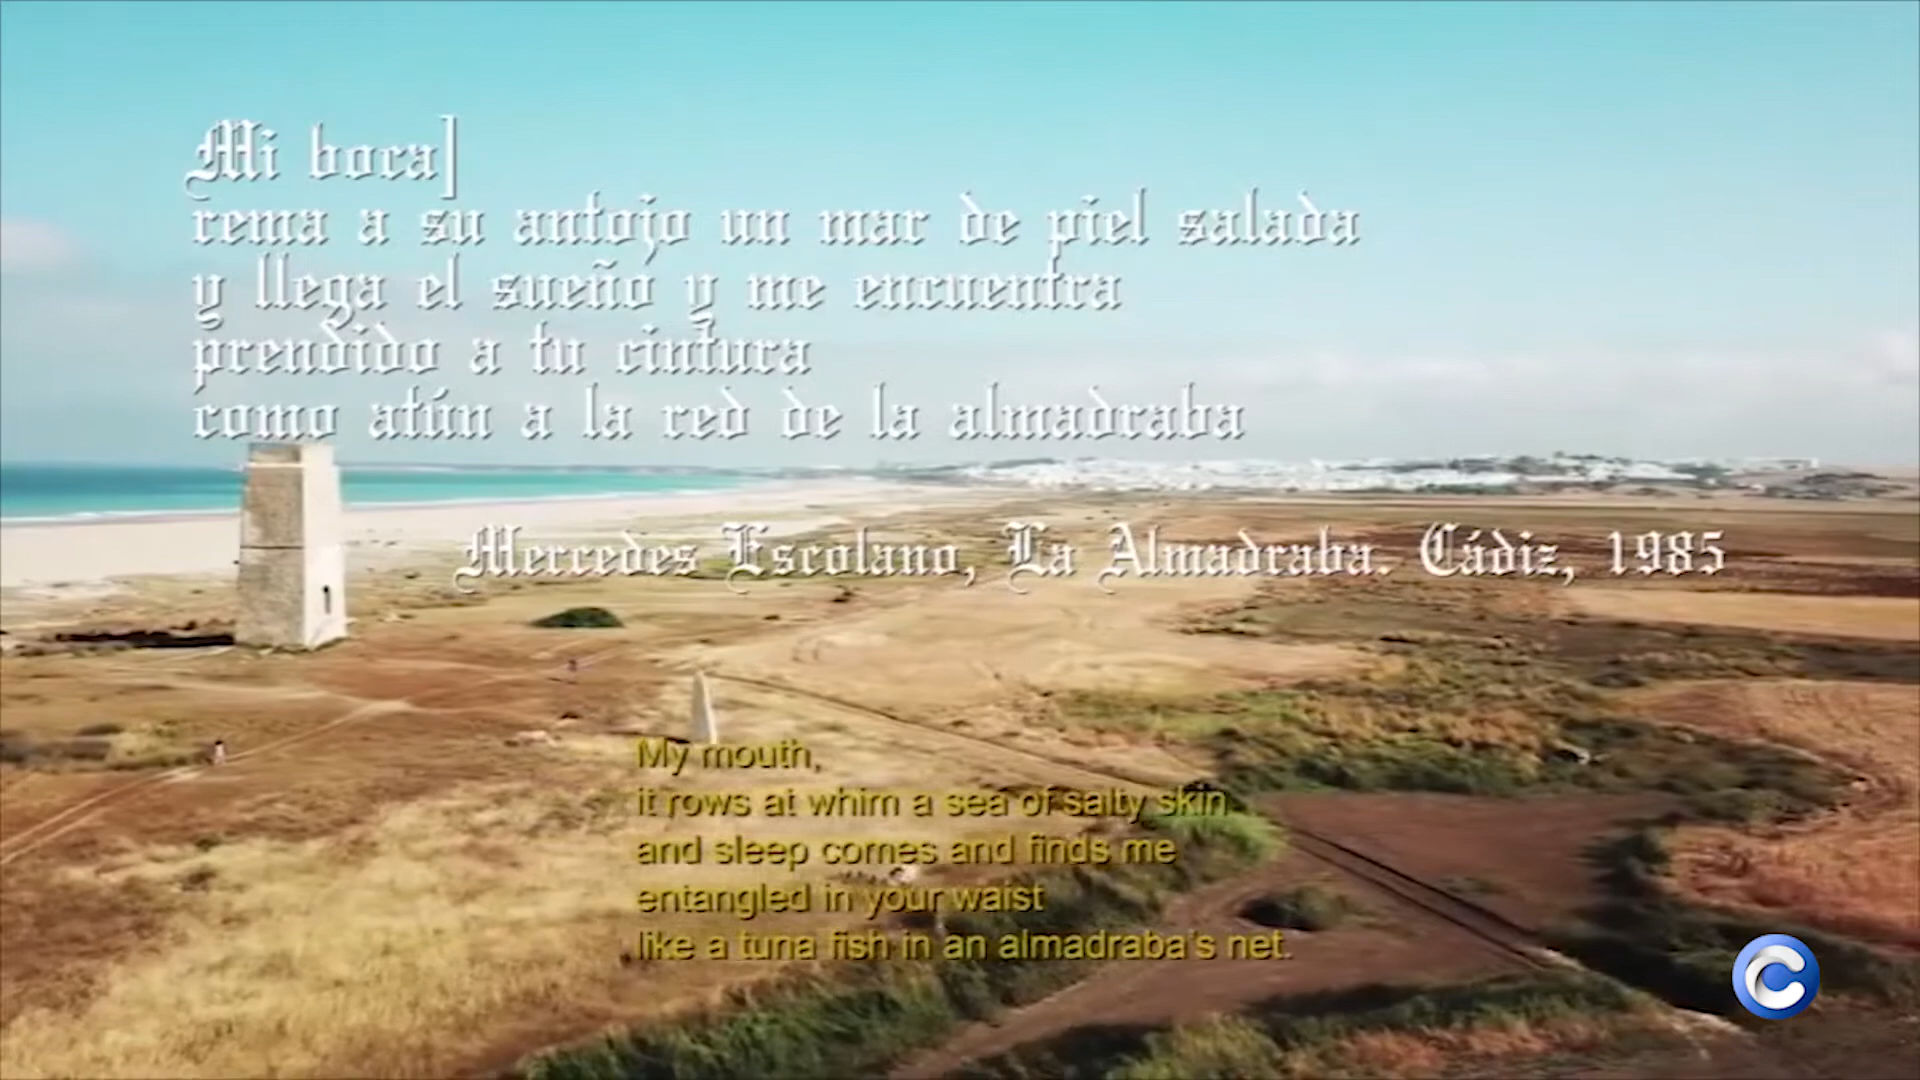 Mi boca]
rema a su antojo un mar de piel salada
y llega el sueño y me encuentra
prendido a tu cintura
como atún a la red de la almadraba
Mercedes Escolano, La Almadraba. Cádiz, 1985
My mouth,
it rows at whim a sea of salty skin
and sleep comes and finds me
entangled in your waist
like a tuna fish in an almadraba's net.
C